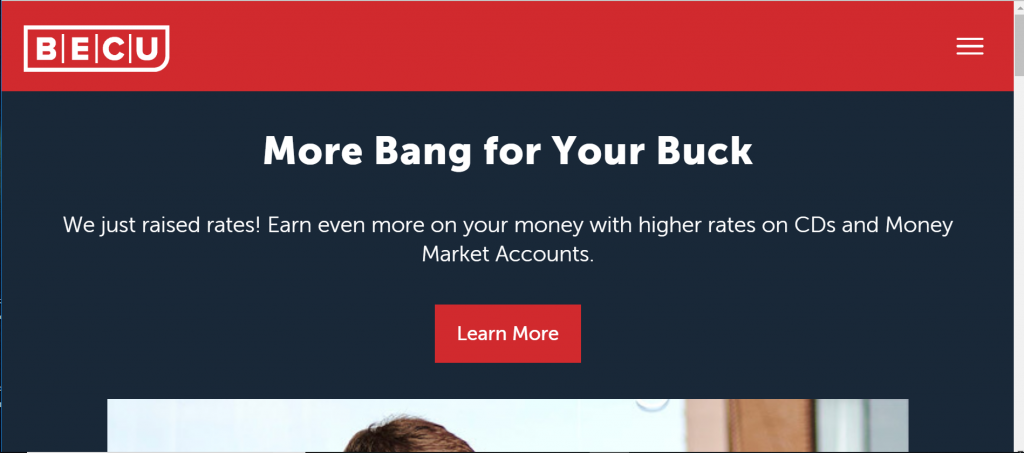 B|E|C|U
More Bang for Your Buck
We just raised rates! Earn even more on your money with higher rates on CDs and Money
Market Accounts.
Learn More